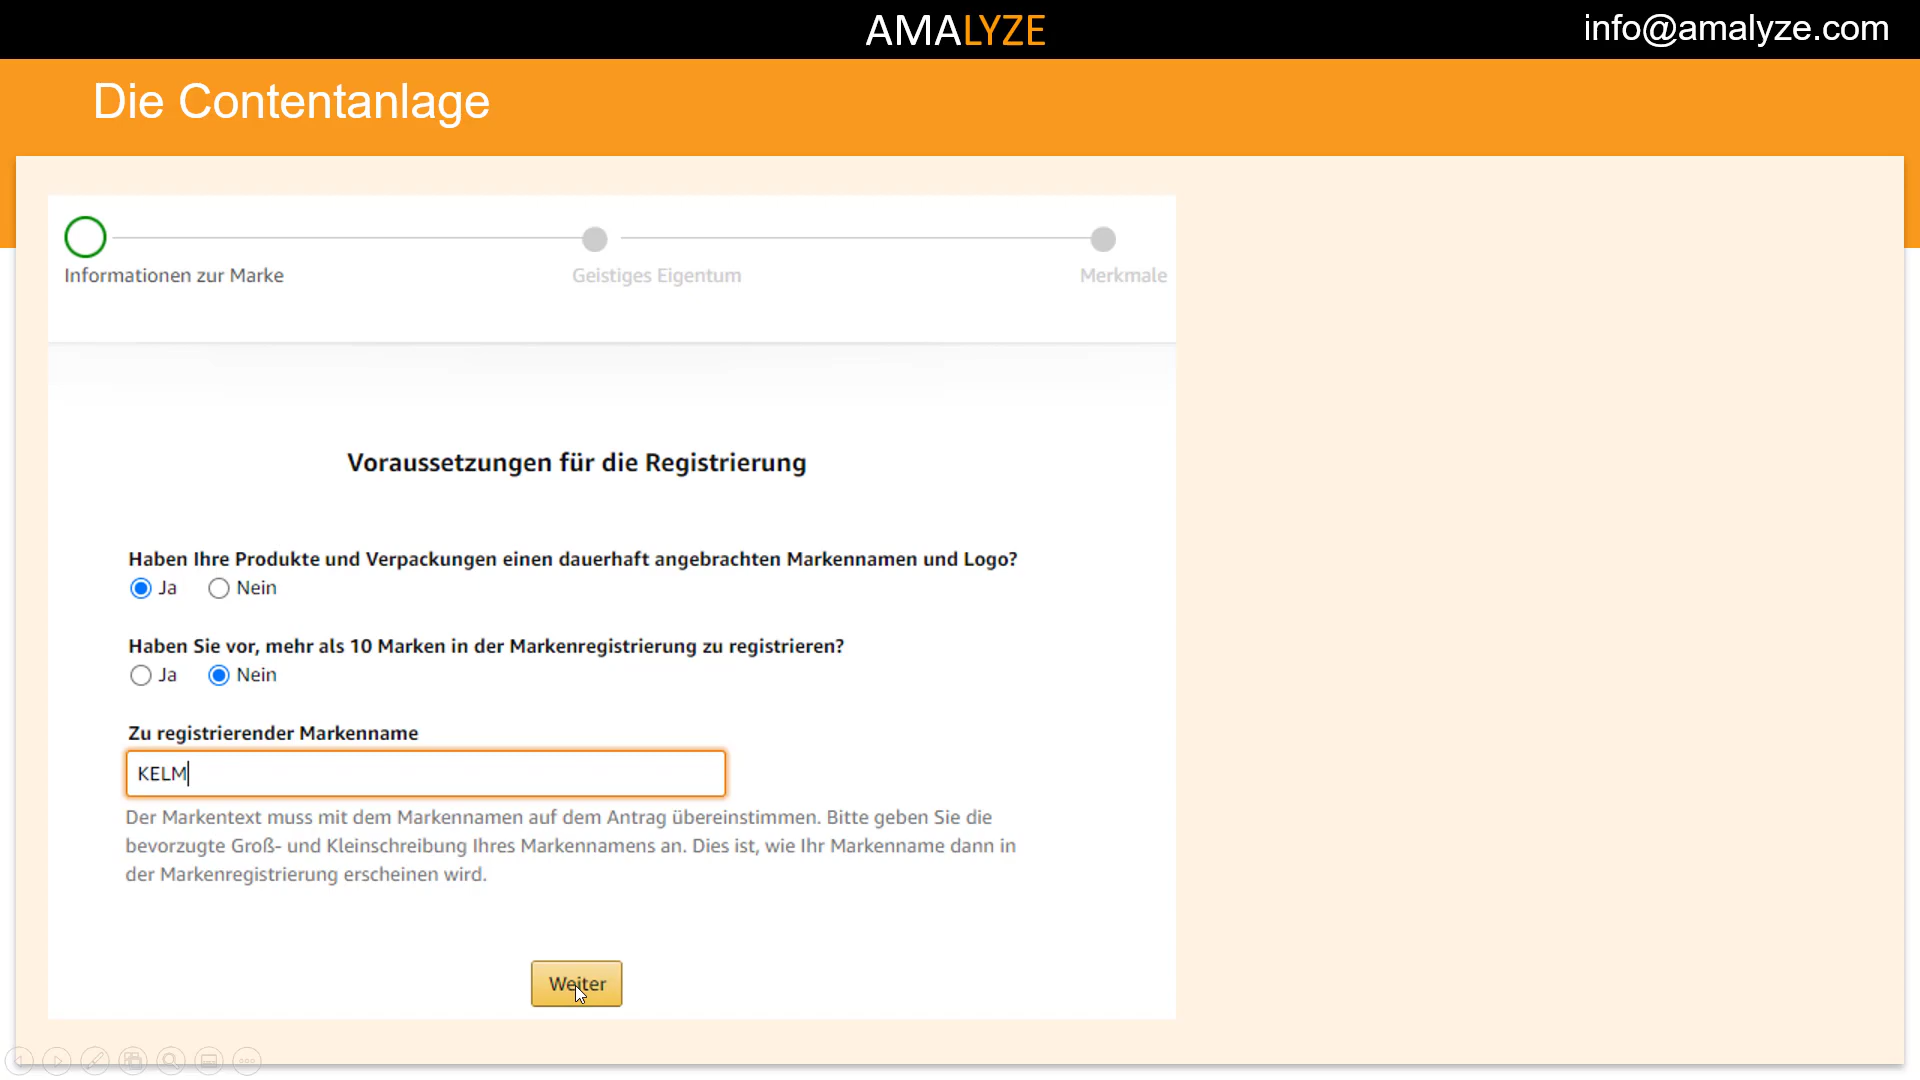 AMALYZE
info@amalyze.com
Die Contentanlage
Informationen zur Marke
Geistiges Eigentum
Merkmale
Voraussetzungen für die Registrierung
Haben Ihre Produkte und Verpackungen einen dauerhaft angebrachten Markennamen und Logo?
Ja Nein
Haben Sie vor, mehr als 10 Marken in der Markenregistrierung zu registrieren?
Ja Nein
Zu registrierender Markenname
KELM
Der Markentext muss mit dem Markennamen auf dem Antrag übereinstimmen. Bitte geben Sie die
bevorzugte Groß- und Kleinschreibung Ihres Markennamens an. Dies ist, wie Ihr Markenname dann in
der Markenregistrierung erscheinen wird.
Weiter